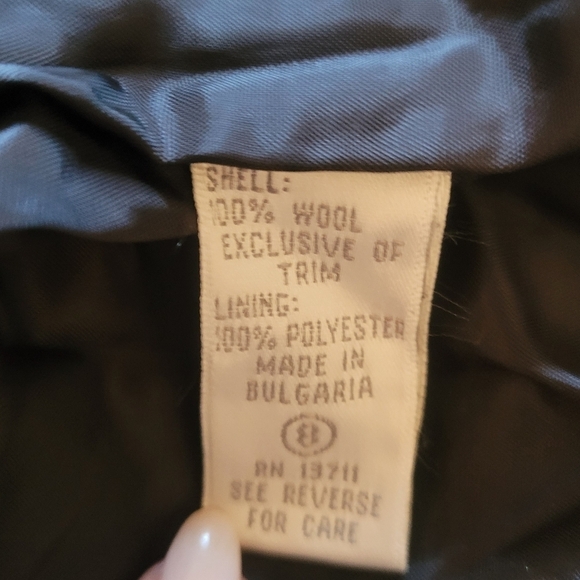 SHELL:
100% WOOL
EXCLUSIVE OF
TRIM
LINING:
100% POLYESTER
MADE IN
BULGARIA
8
RN 13711
SEE REVERSE
FOR CARE